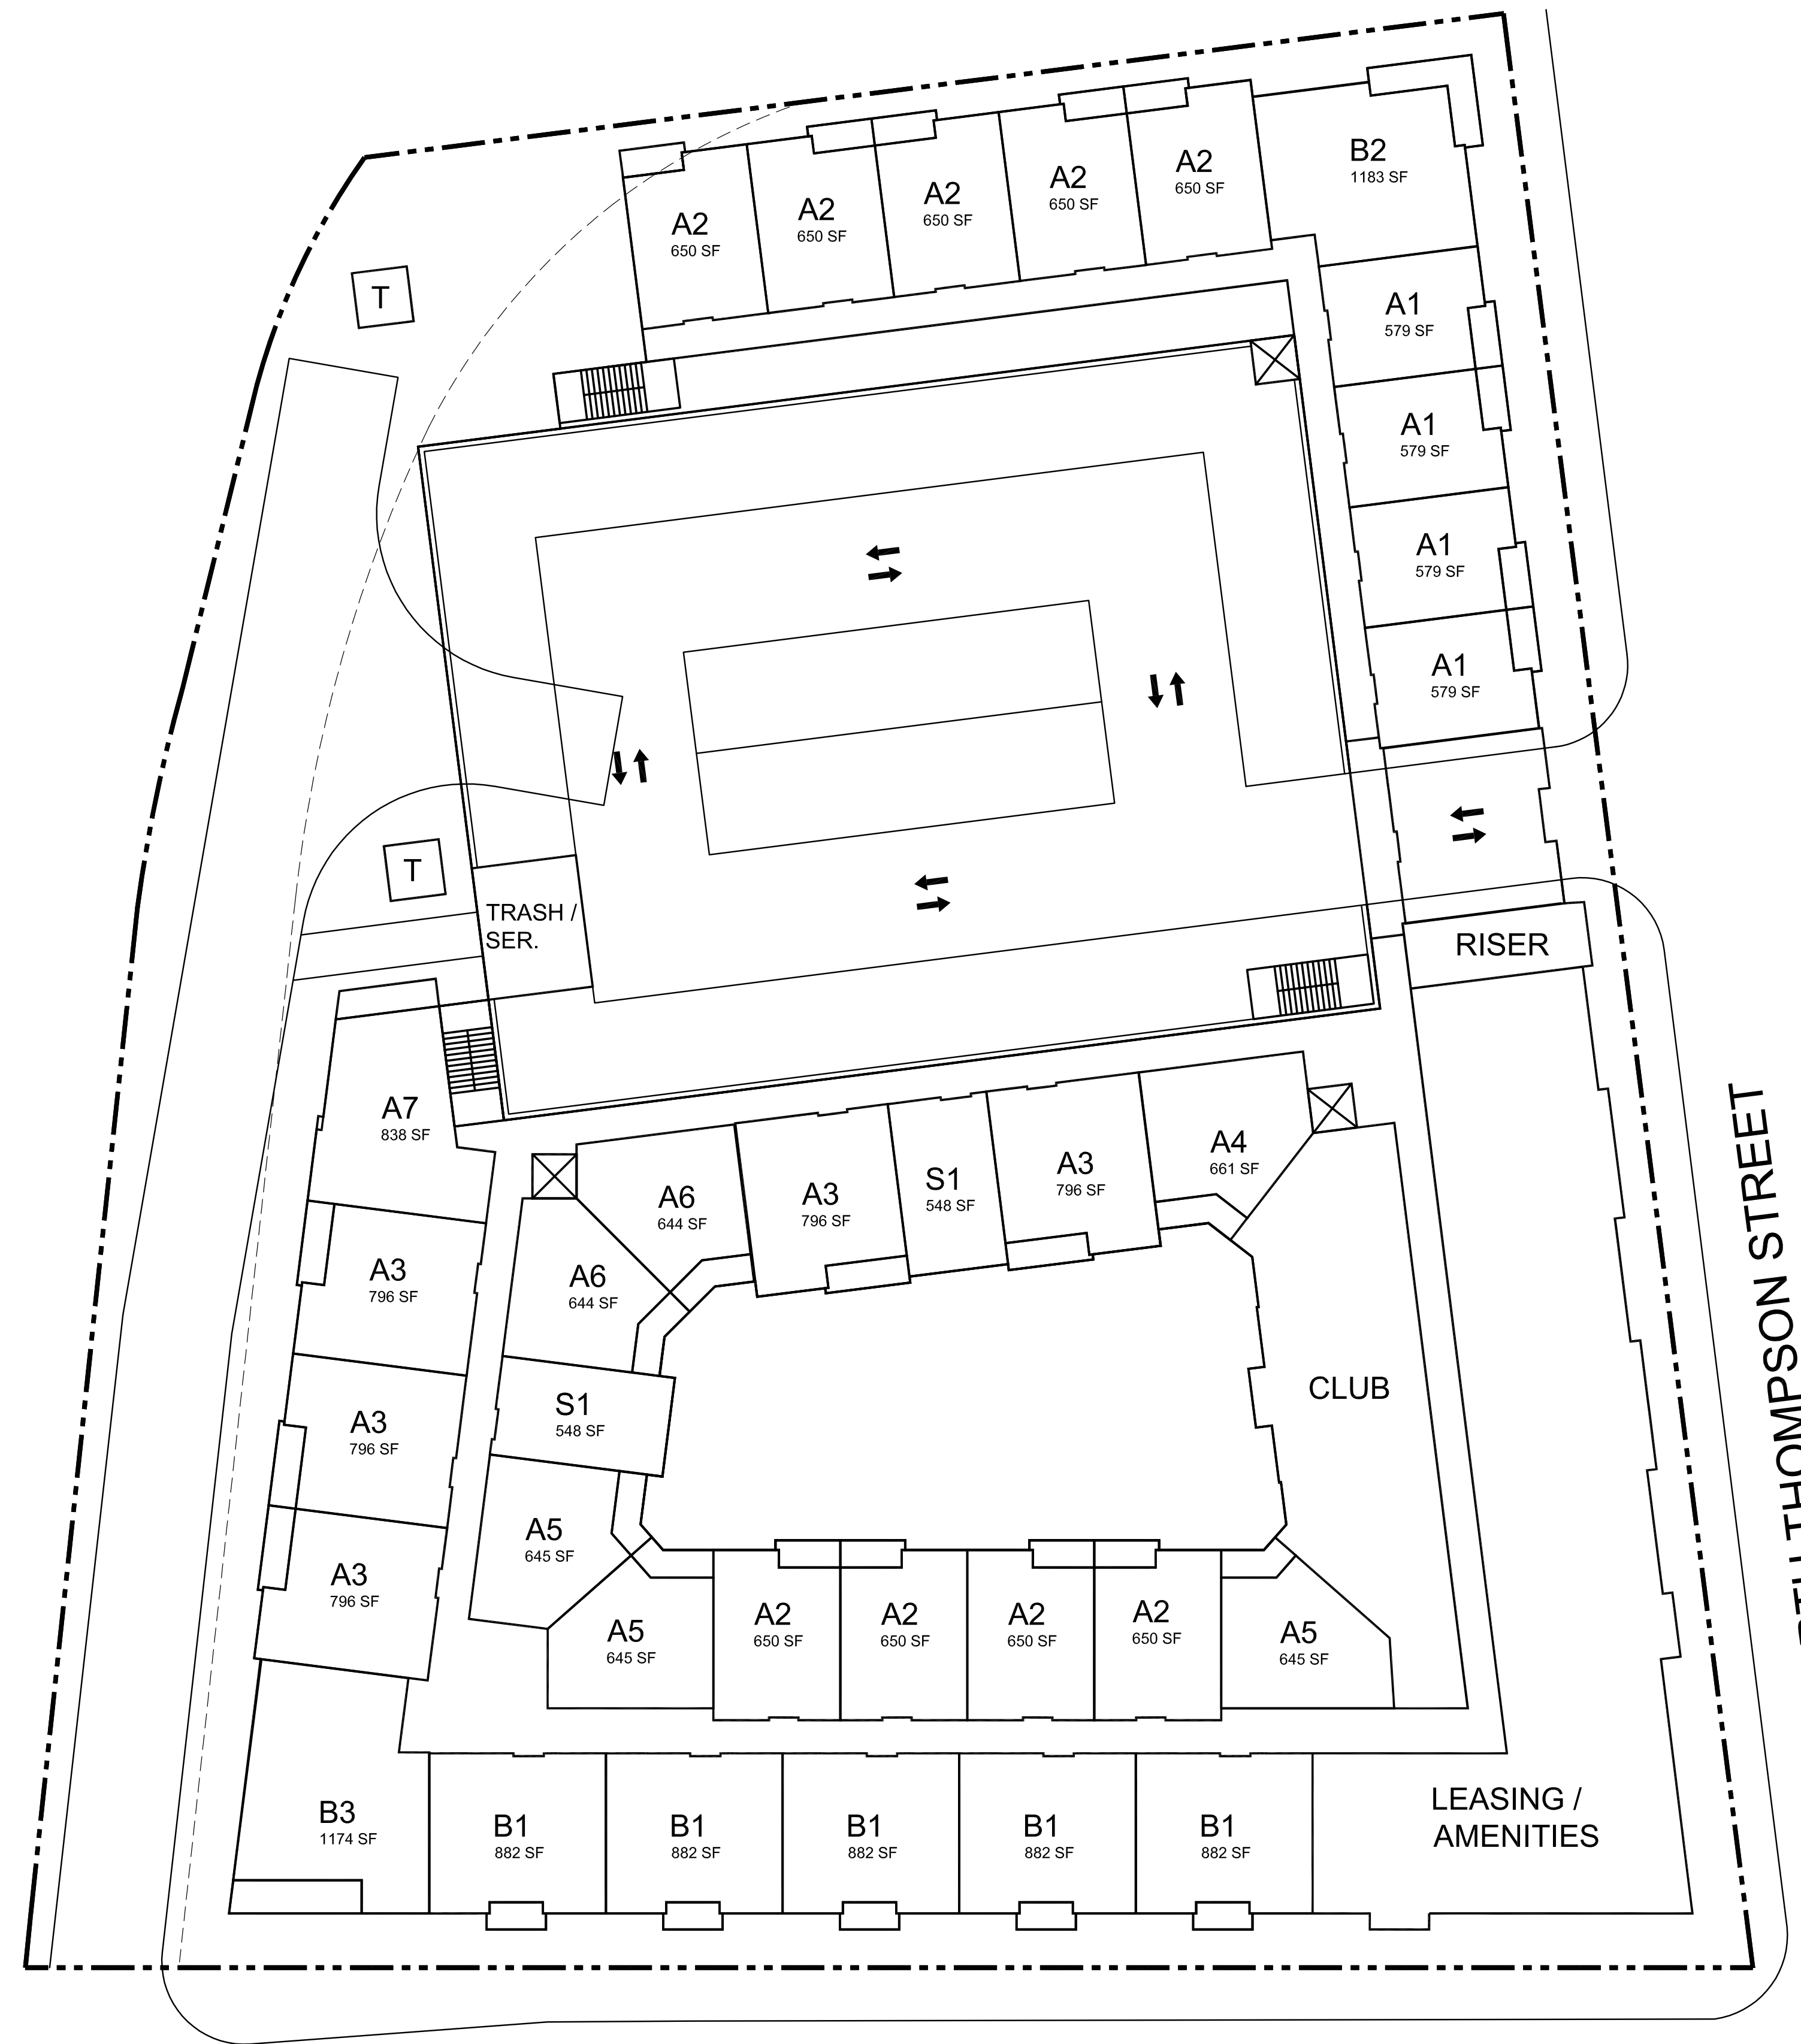 B2
1183 SF
A2
650 SF
A2
650 SF
A2
650 SF
A2
650 SF
A2
650 SF
T
A1
579 SF
A1
579 SF
A1
579 SF
A1
579 SF
T
TRASH /
SER.
RISER
A7
838 SF
A6
644 SF
A3
796 SF
S1
548 SF
A3
796 SF
A4
661 SF
A3
796 SF
A6
644 SF
THOMPSON STREET
CLUB
A3
796 SF
S1
548 SF
A5
645 SF
A3
796 SF
A5
645 SF
A2
650 SF
A2
650 SF
A2
650 SF
A2
650 SF
A5
645 SF
B3
1174 SF
B1
882 SF
B1
882 SF
B1
882 SF
B1
882 SF
B1
882 SF
LEASING /
AMENITIES